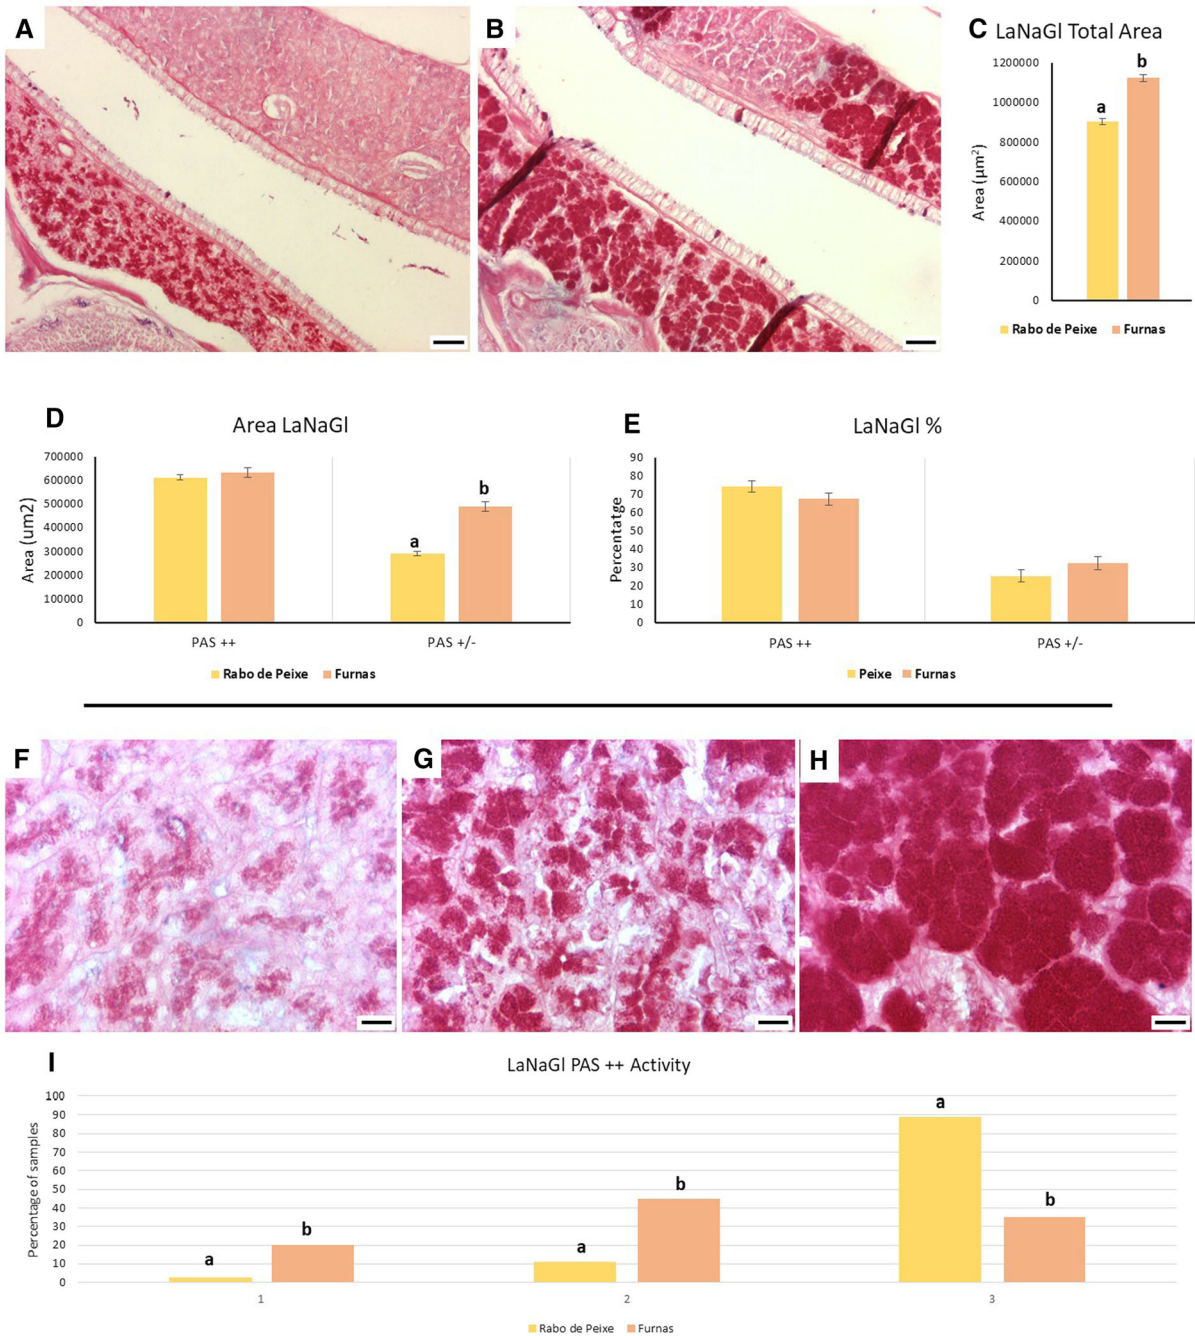 A
B
C
LaNaGl Total Area
1200000
1000000
800000
600000
400000
200000
0
Area (µm²)
a
b
Rabo de Peixe
Furnas
D
Area LaNaGl
700000
600000
500000
400000
300000
200000
100000
0
Area (um2)
a
b
PAS ++
PAS +/-
Rabo de Peixe
Furnas
E
LaNaGl %
90
80
70
60
50
40
30
20
10
0
Percentatge
PAS ++
PAS +/-
Peixe
Furnas
F
G
H
I
LaNaGl PAS ++ Activity
100
90
80
70
60
50
40
30
20
10
0
Percentage of samples
a
b
a
b
a
b
1
2
3
Rabo de Peixe
Furnas